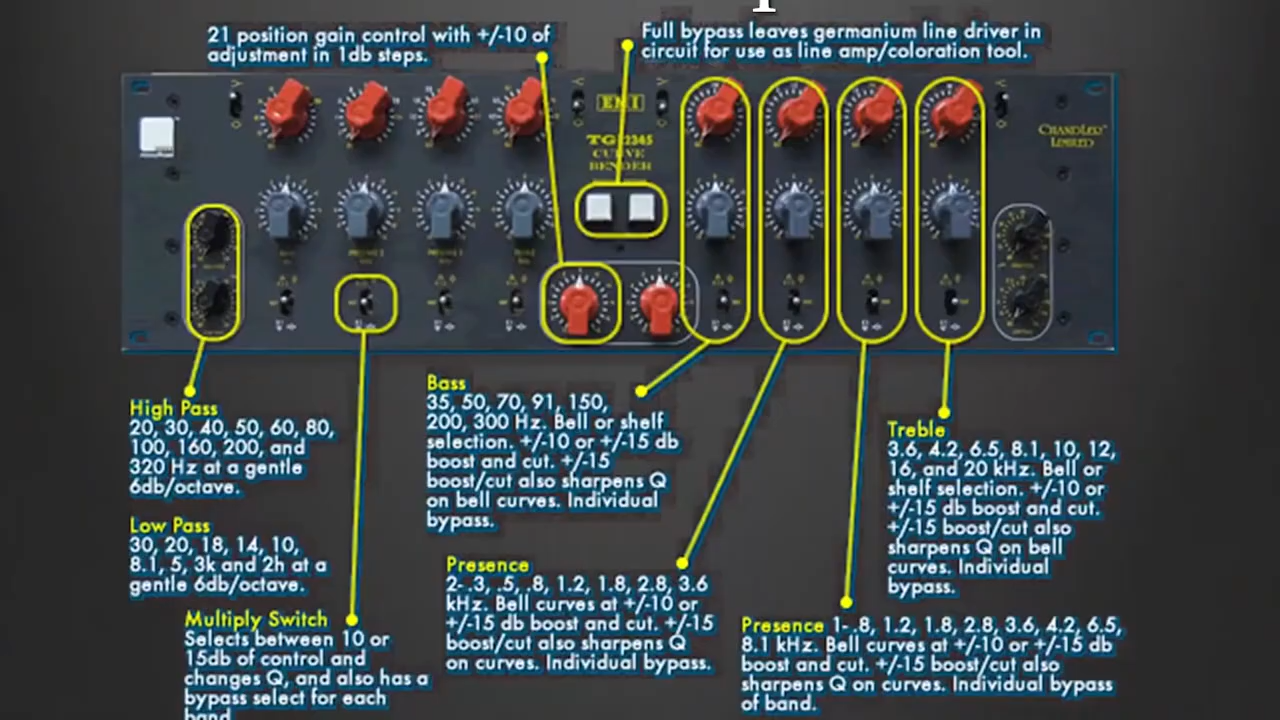 21 position gain control with +/-10 of
adjustment in 1db steps.
Full bypass leaves germanium line driver in
circuit for use as line amp/coloration tool.
EMI
TG12345
CURVE
BENDER
CHANDLER
LIMITED
High Pass
20, 30, 40, 50, 60, 80,
100, 160, 200, and
320 Hz at a gentle
6db/octave.
Low Pass
30, 20, 18, 14, 10,
8.1, 5, 3k and 2h at a
gentle 6db/octave.
Multiply Switch
Selects between 10 or
15db of control and
changes Q, and also has a
bypass select for each
band.
Bass
35, 50, 70, 91, 150,
200, 300 Hz. Bell or shelf
selection. +/-10 or +/-15 db
boost and cut. +/-15
boost/cut also sharpens Q
on bell curves. Individual
bypass.
Presence
2- .3, .5, .8, 1.2, 1.8, 2.8, 3.6
kHz. Bell curves at +/-10 or
+/-15 db boost and cut. +/-15
boost/cut also sharpens Q
on curves. Individual bypass.
Presence 1- .8, 1.2, 1.8, 2.8, 3.6, 4.2, 6.5,
8.1 kHz. Bell curves at +/-10 or +/-15 db
boost and cut. +/-15 boost/cut also
sharpens Q on curves. Individual bypass
of band.
Treble
3.6, 4.2, 6.5, 8.1, 10, 12,
16, and 20 kHz. Bell or
shelf selection. +/-10 or
+/-15 db boost and cut.
+/-15 boost/cut also
sharpens Q on bell
curves. Individual
bypass.